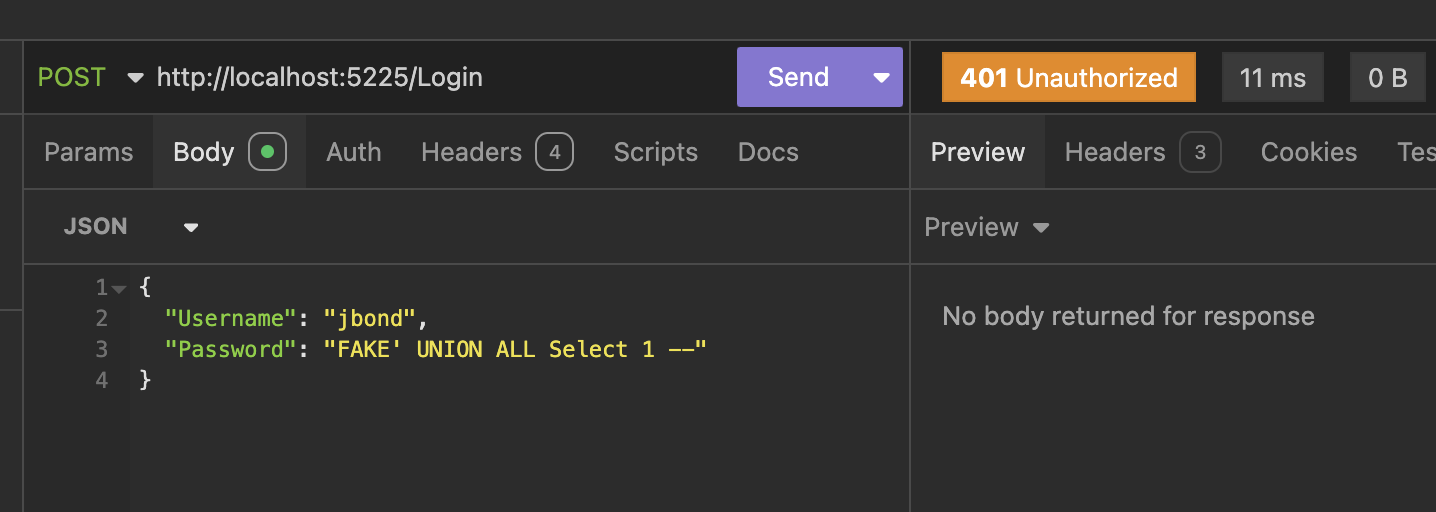 POST http://localhost:5225/Login Send 401 Unauthorized 11 ms 0 B
Params Body Auth Headers 4 Scripts Docs Preview Headers 3 Cookies Tes
JSON Preview
1 {
2 "Username": "jbond",
3 "Password": "FAKE' UNION ALL Select 1 --"
4 }
No body returned for response